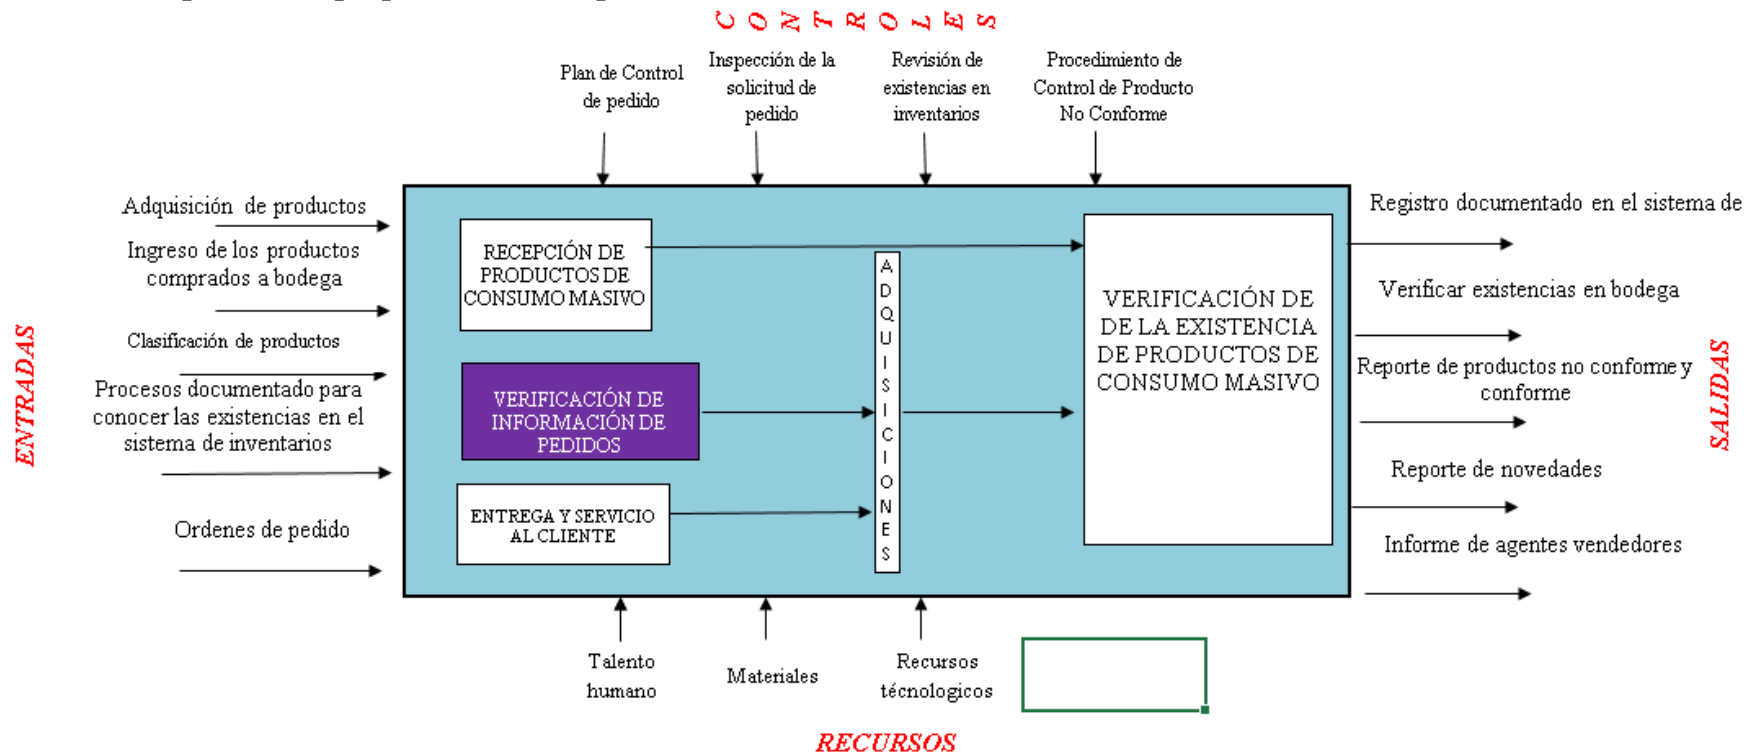 CONTROLES
Plan de Control
de pedido
Inspección de la
solicitud de
pedido
Revisión de
existencias en
inventarios
Procedimiento de
Control de Producto
No Conforme
ENTRADAS
Adquisición de productos
Ingreso de los productos
comprados a bodega
Clasificación de productos
Procesos documentado para
conocer las existencias en el
sistema de inventarios
Ordenes de pedido
RECEPCIÓN DE
PRODUCTOS DE
CONSUMO MASIVO
VERIFICACIÓN DE
INFORMACIÓN DE
PEDIDOS
ENTREGA Y SERVICIO
AL CLIENTE
ADQUISICIONES
VERIFICACIÓN DE
DE LA EXISTENCIA
DE PRODUCTOS DE
CONSUMO MASIVO
Registro documentado en el sistema de
Verificar existencias en bodega
Reporte de productos no conforme y
conforme
Reporte de novedades
Informe de agentes vendedores
SALIDAS
Talento
humano
Materiales
Recursos
técnologicos
RECURSOS